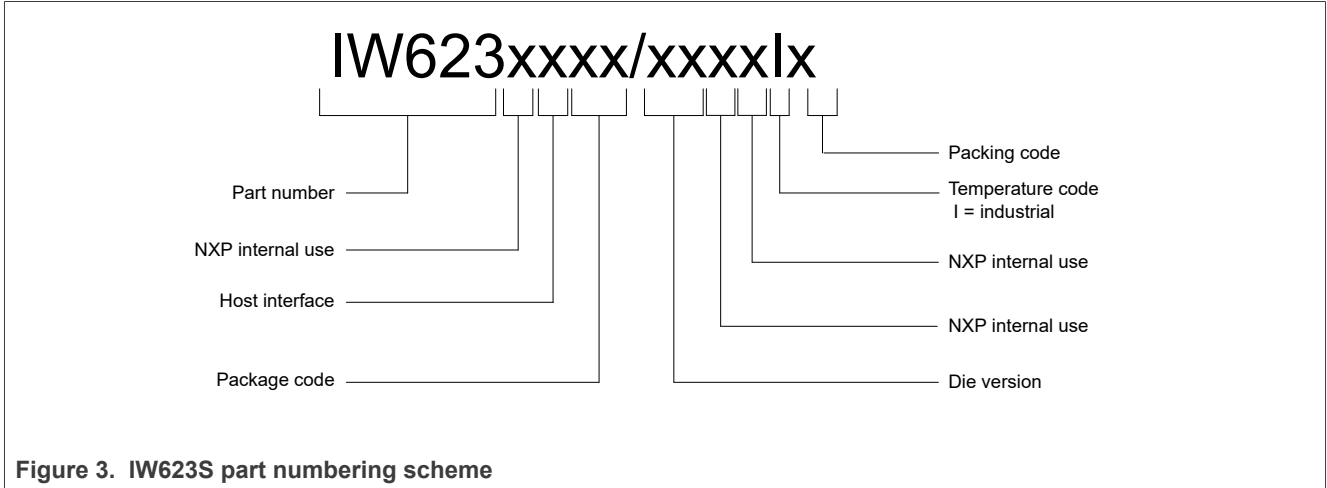 IW623xxxx/xxxxIx
Packing code
Part number
Temperature code
I = industrial
NXP internal use
NXP internal use
Host interface
NXP internal use
Package code
Die version
Figure 3. IW623S part numbering scheme